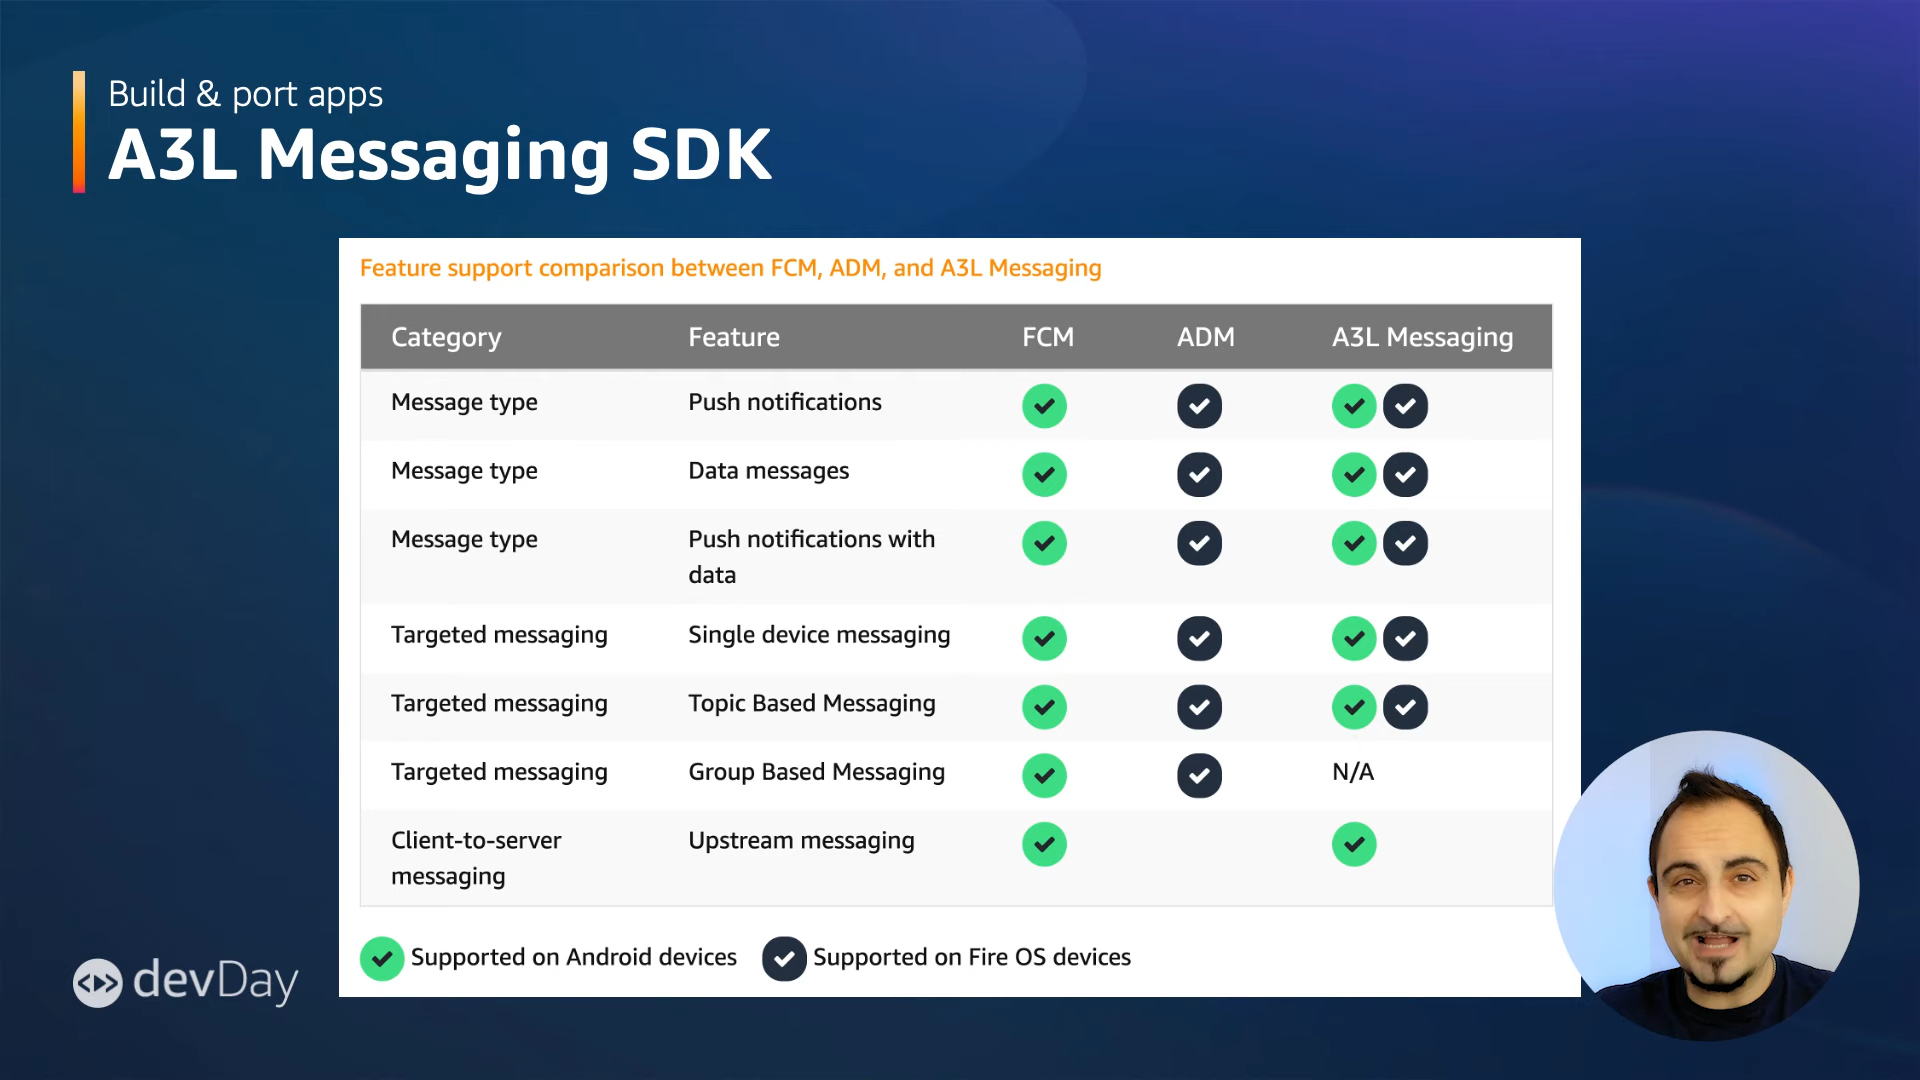 Build & port apps
A3L Messaging SDK
Feature support comparison between FCM, ADM, and A3L Messaging
Category Feature FCM ADM A3L Messaging
Message type Push notifications
Message type Data messages
Message type Push notifications with
data
Targeted messaging Single device messaging
Targeted messaging Topic Based Messaging
Targeted messaging Group Based Messaging N/A
Client-to-server Upstream messaging
messaging
Supported on Android devices Supported on Fire OS devices
devDay